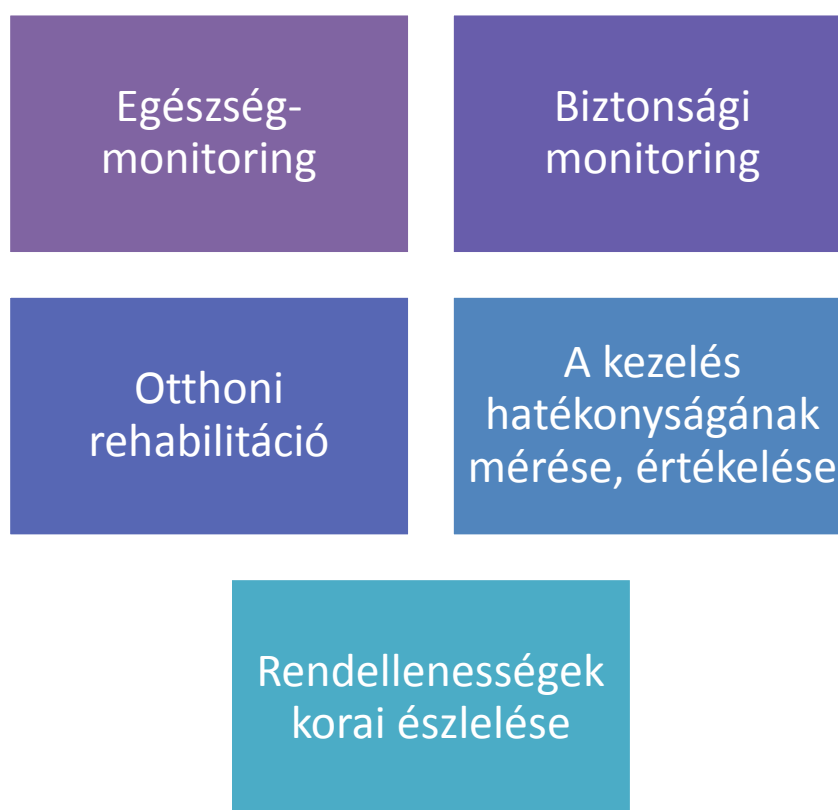 Egészség-
monitoring
Biztonsági
monitoring
Otthoni
rehabilitáció
A kezelés
hatékonyságának
mérése, értékelése
Rendellenességek
korai észlelése